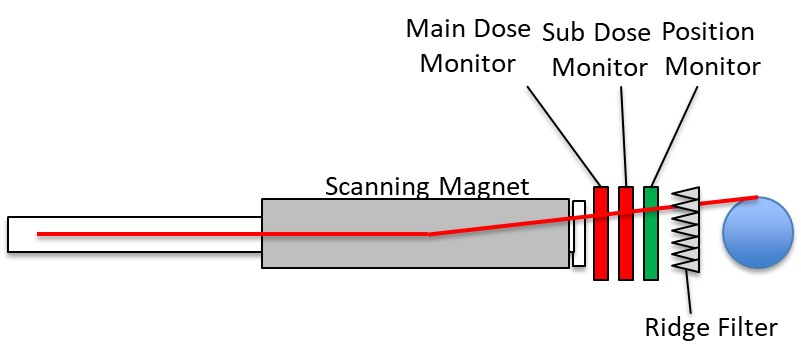 Main Dose
Monitor
Sub Dose
Monitor
Position
Monitor
Scanning Magnet
Ridge Filter